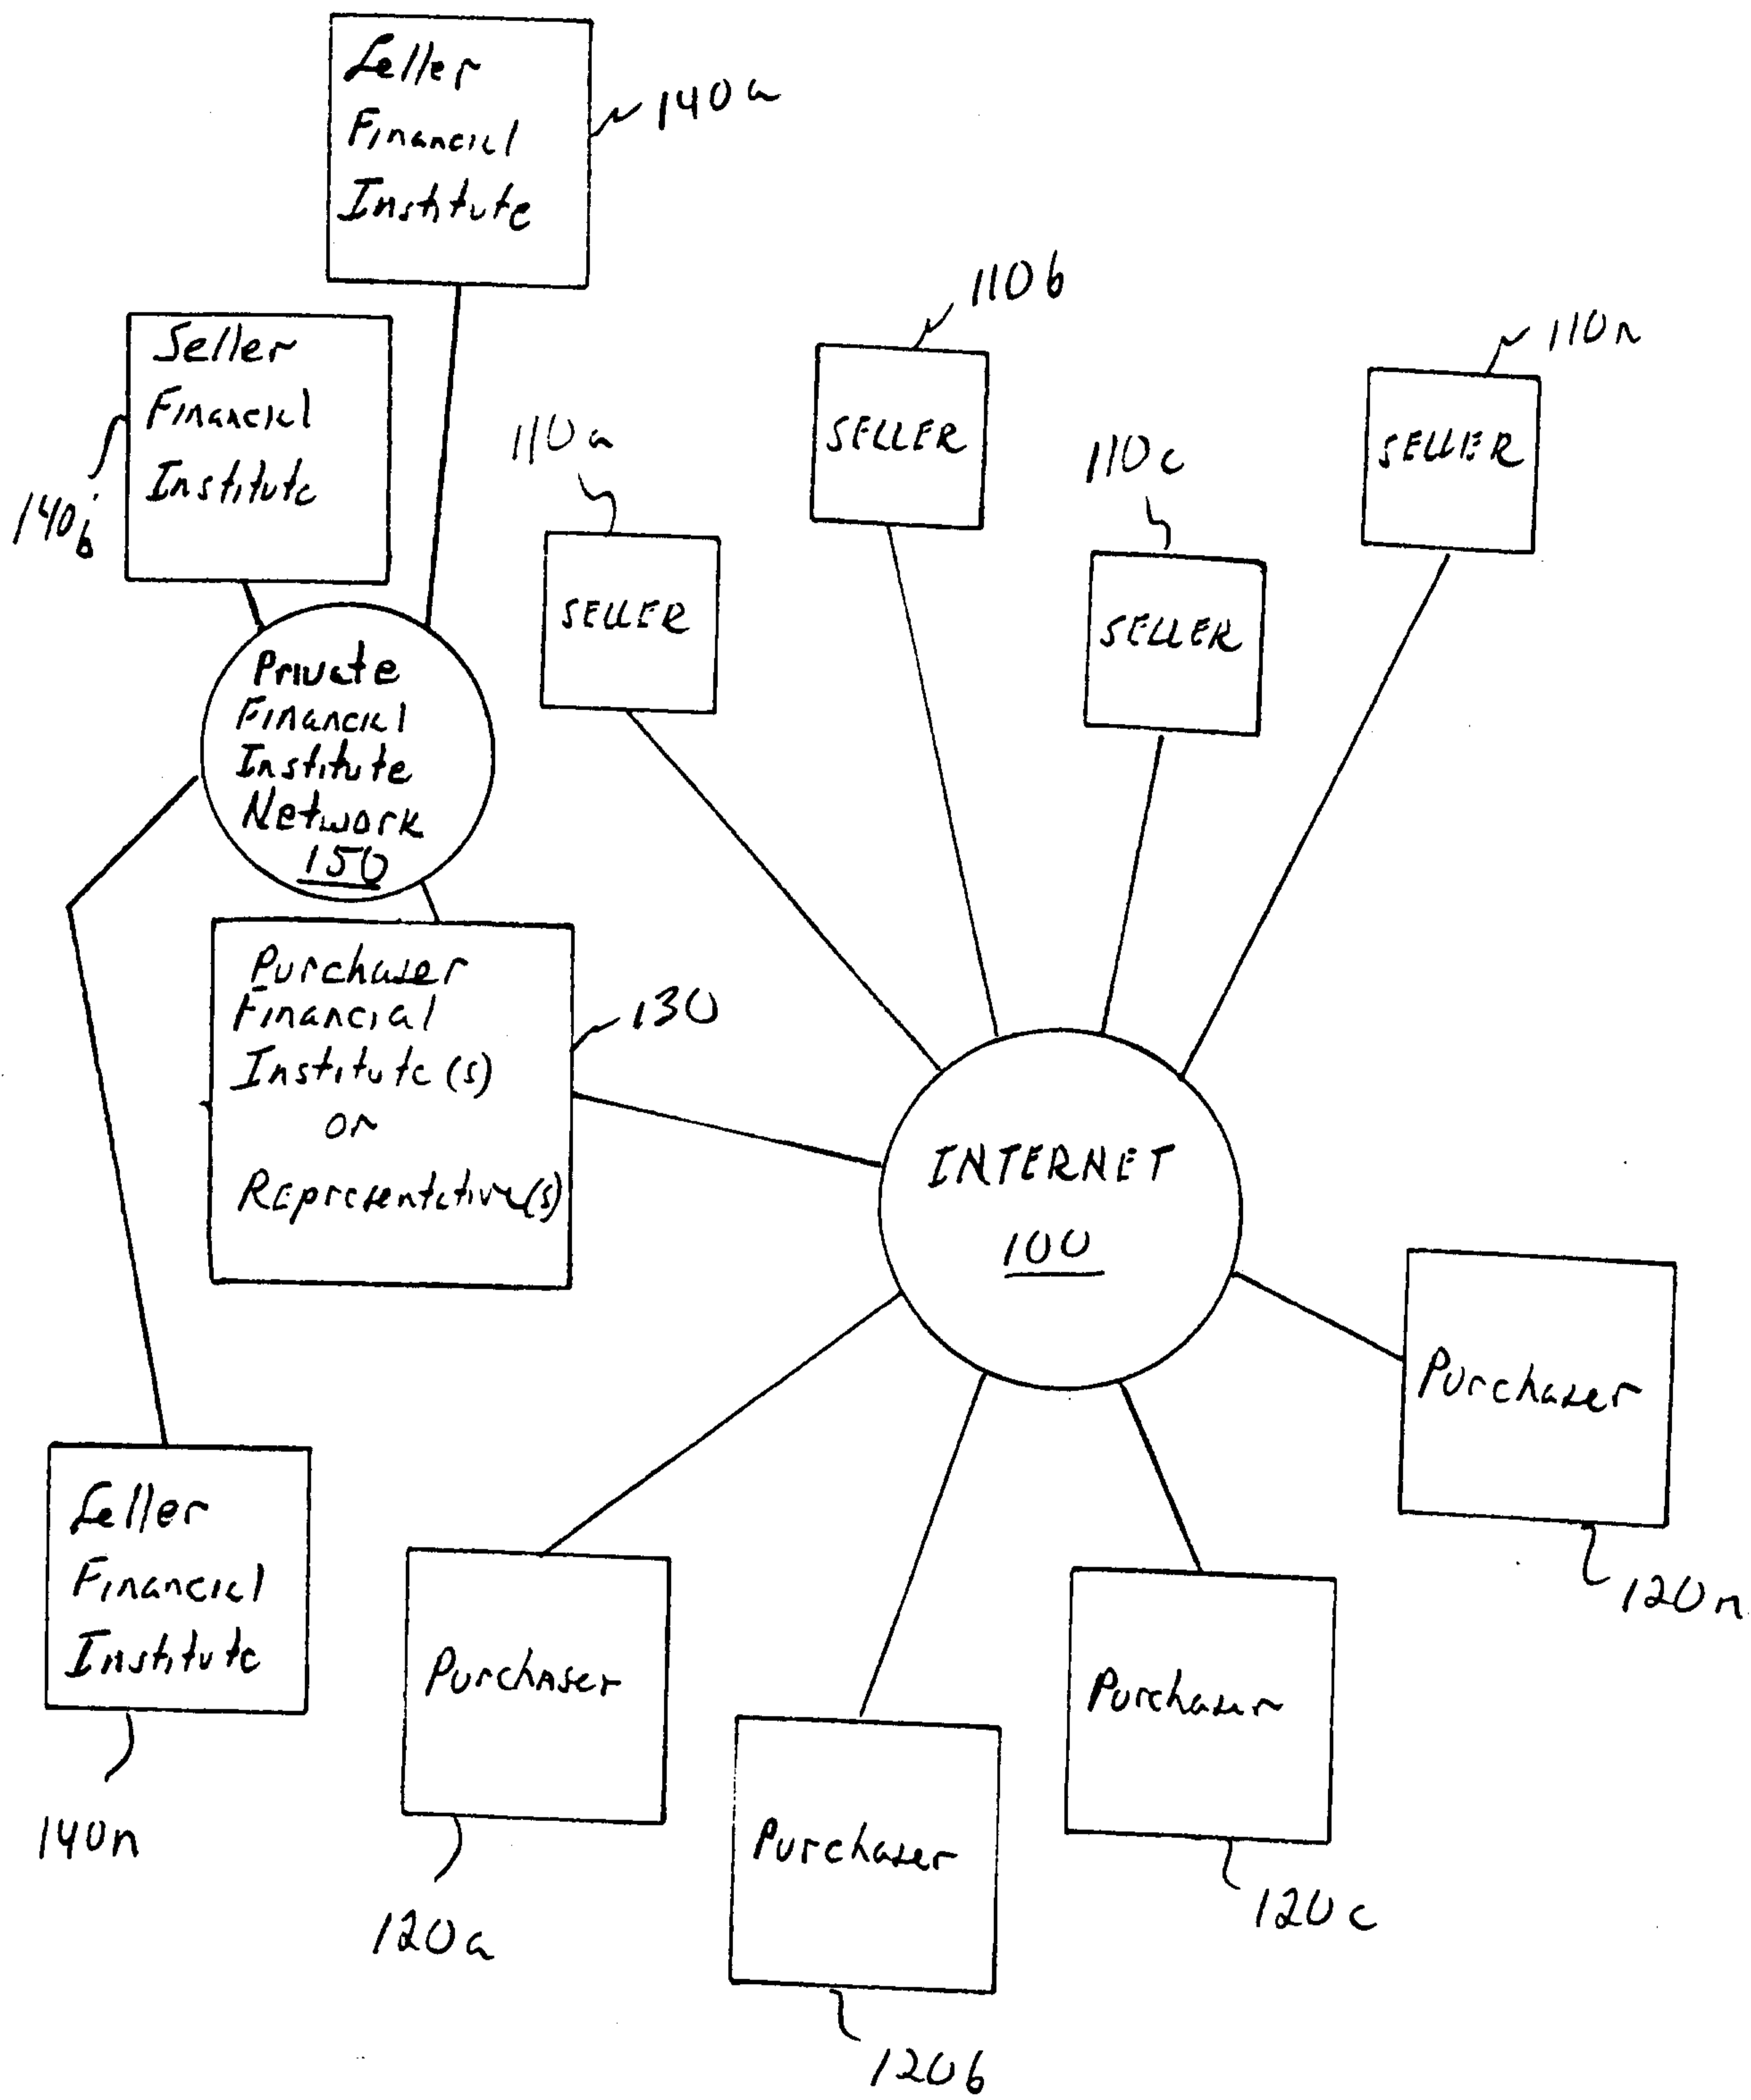 Seller
Financial
Institute
140a
110b
110n
Seller
Financial
Institute
140b
110a
SELLER
110c
SELLER
SELLER
SELLER
Private
Financial
Institute
Network
150
Purchaser
Financial
Institute(s)
or
Representative(s)
130
INTERNET
100
Purchaser
120n
Seller
Financial
Institute
140n
Purchaser
120a
Purchaser
120c
Purchaser
120b